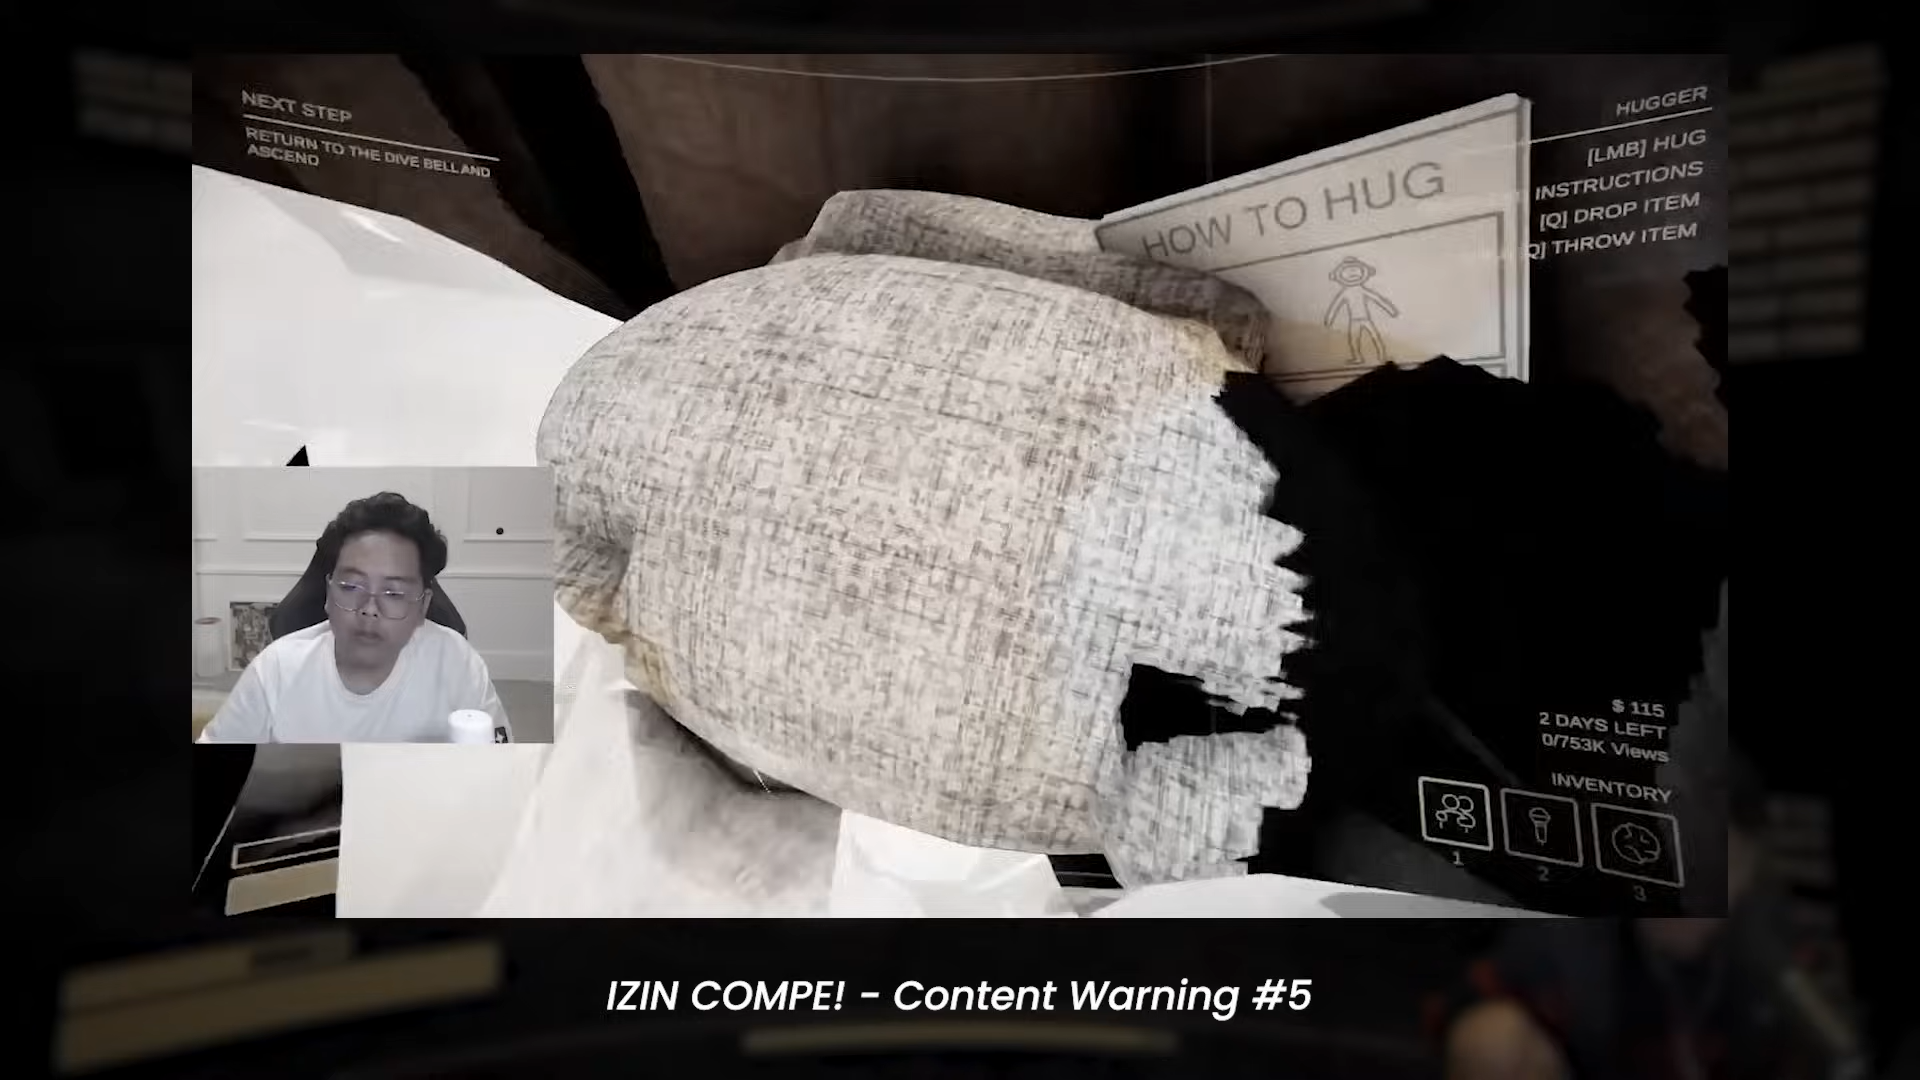 NEXT STEP
RETURN TO THE DIVE BELL AND
ASCEND
HUGGER
[LMB] HUG
INSTRUCTIONS
[Q] DROP ITEM
Q] THROW ITEM
HOW TO HUG
$ 115
2 DAYS LEFT
0/753K Views
INVENTORY
1
2
3
IZIN COMPE! - Content Warning #5